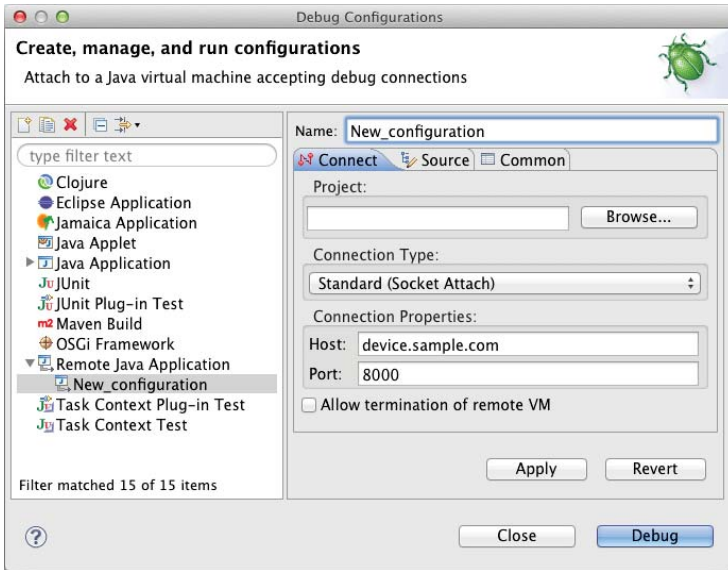 Debug Configurations
Create, manage, and run configurations
Attach to a Java virtual machine accepting debug connections
type filter text
Clojure
Eclipse Application
Jamaica Application
Java Applet
Java Application
Ju JUnit
JUnit Plug-in Test
m2 Maven Build
OSGi Framework
Remote Java Application
New_configuration
Task Context Plug-in Test
Ju Task Context Test
Filter matched 15 of 15 items
Name: New_configuration
Connect Source Common
Project:
Browse...
Connection Type:
Standard (Socket Attach)
Connection Properties:
Host: device.sample.com
Port: 8000
Allow termination of remote VM
Apply Revert
? Close Debug